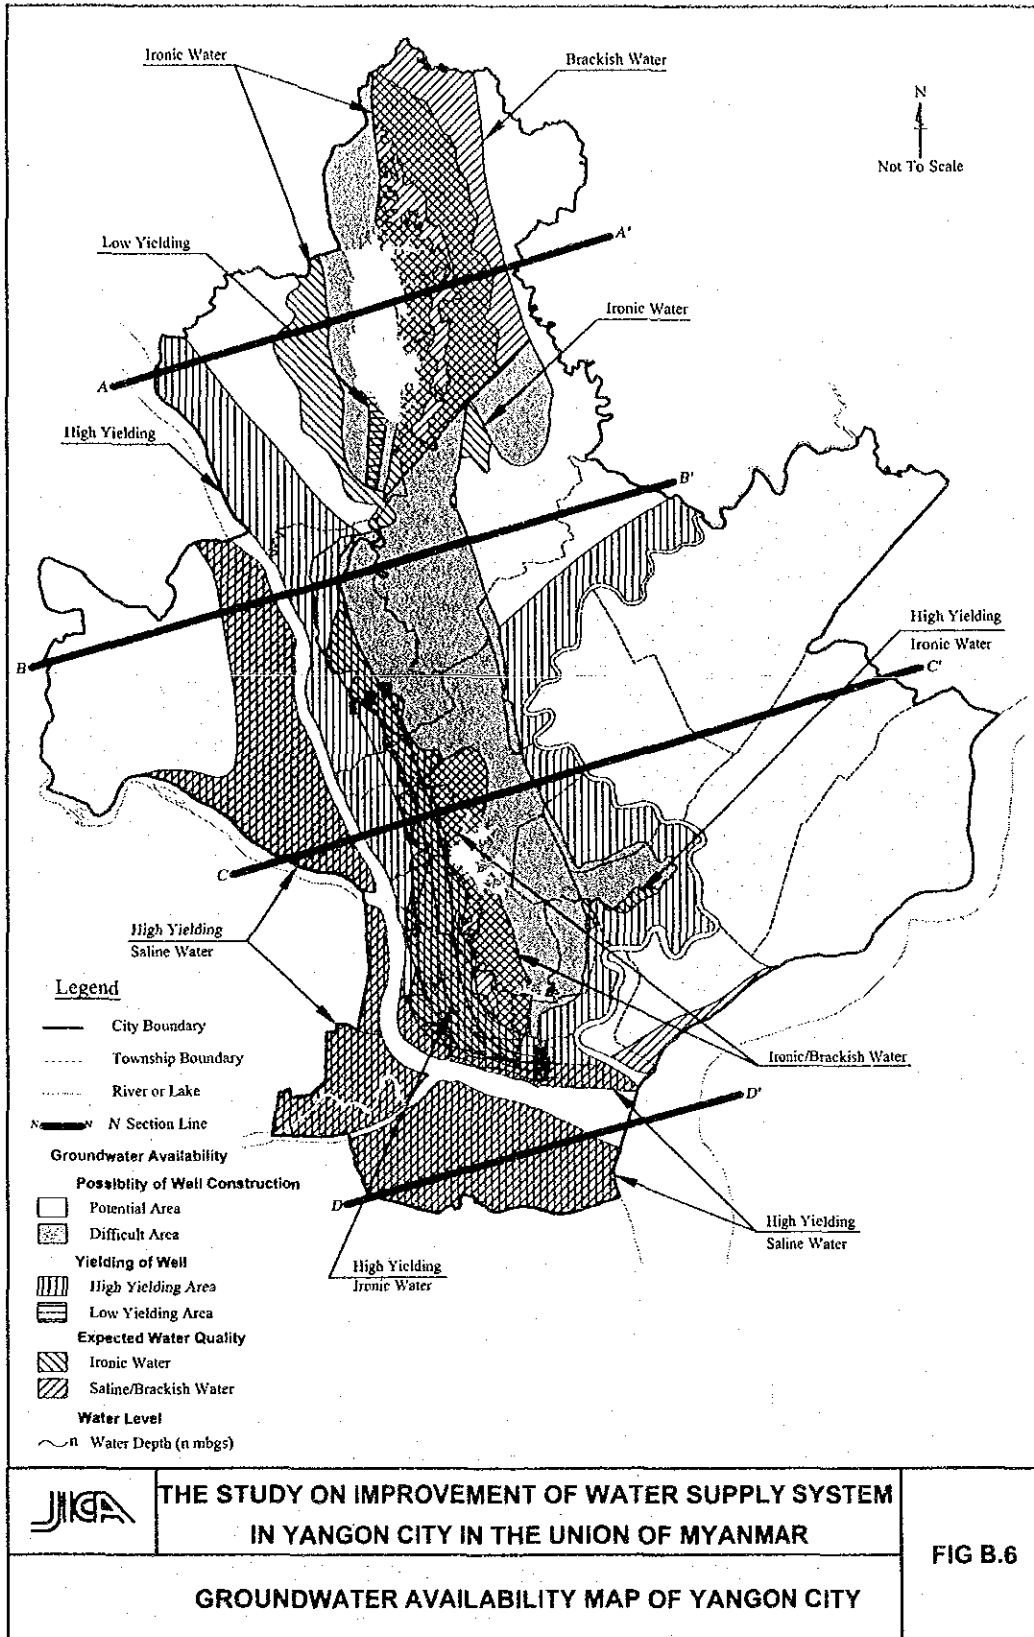 Ironic Water
Brackish Water
N
Not To Scale
Low Yielding
A'
Ironic Water
A
High Yielding
B'
High Yielding
Ironic Water
B
C'
C
High Yielding
Saline Water
Legend
City Boundary
Township Boundary
River or Lake
N N N Section Line
Ironic/Brackish Water
D'
Groundwater Availability
Possiblity of Well Construction
Potential Area
Difficult Area
D
High Yielding
Saline Water
Yielding of Well
High Yielding
Ironic Water
High Yielding Area
Low Yielding Area
Expected Water Quality
Ironic Water
Saline/Brackish Water
Water Level
n Water Depth (n mbgs)
JICA
THE STUDY ON IMPROVEMENT OF WATER SUPPLY SYSTEM
IN YANGON CITY IN THE UNION OF MYANMAR
FIG B.6
GROUNDWATER AVAILABILITY MAP OF YANGON CITY